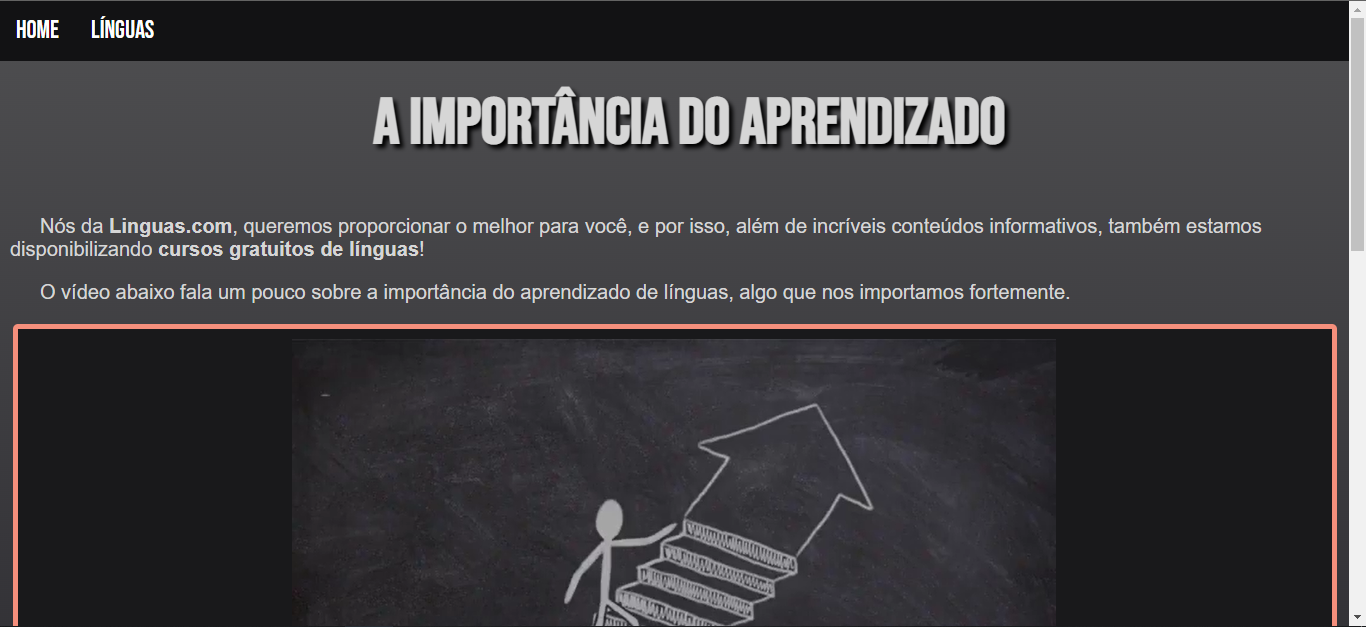 HOME LÍNGUAS
A IMPORTÂNCIA DO APRENDIZADO
Nós da Linguas.com, queremos proporcionar o melhor para você, e por isso, além de incríveis conteúdos informativos, também estamos
disponibilizando cursos gratuitos de línguas!
O vídeo abaixo fala um pouco sobre a importância do aprendizado de línguas, algo que nos importamos fortemente.